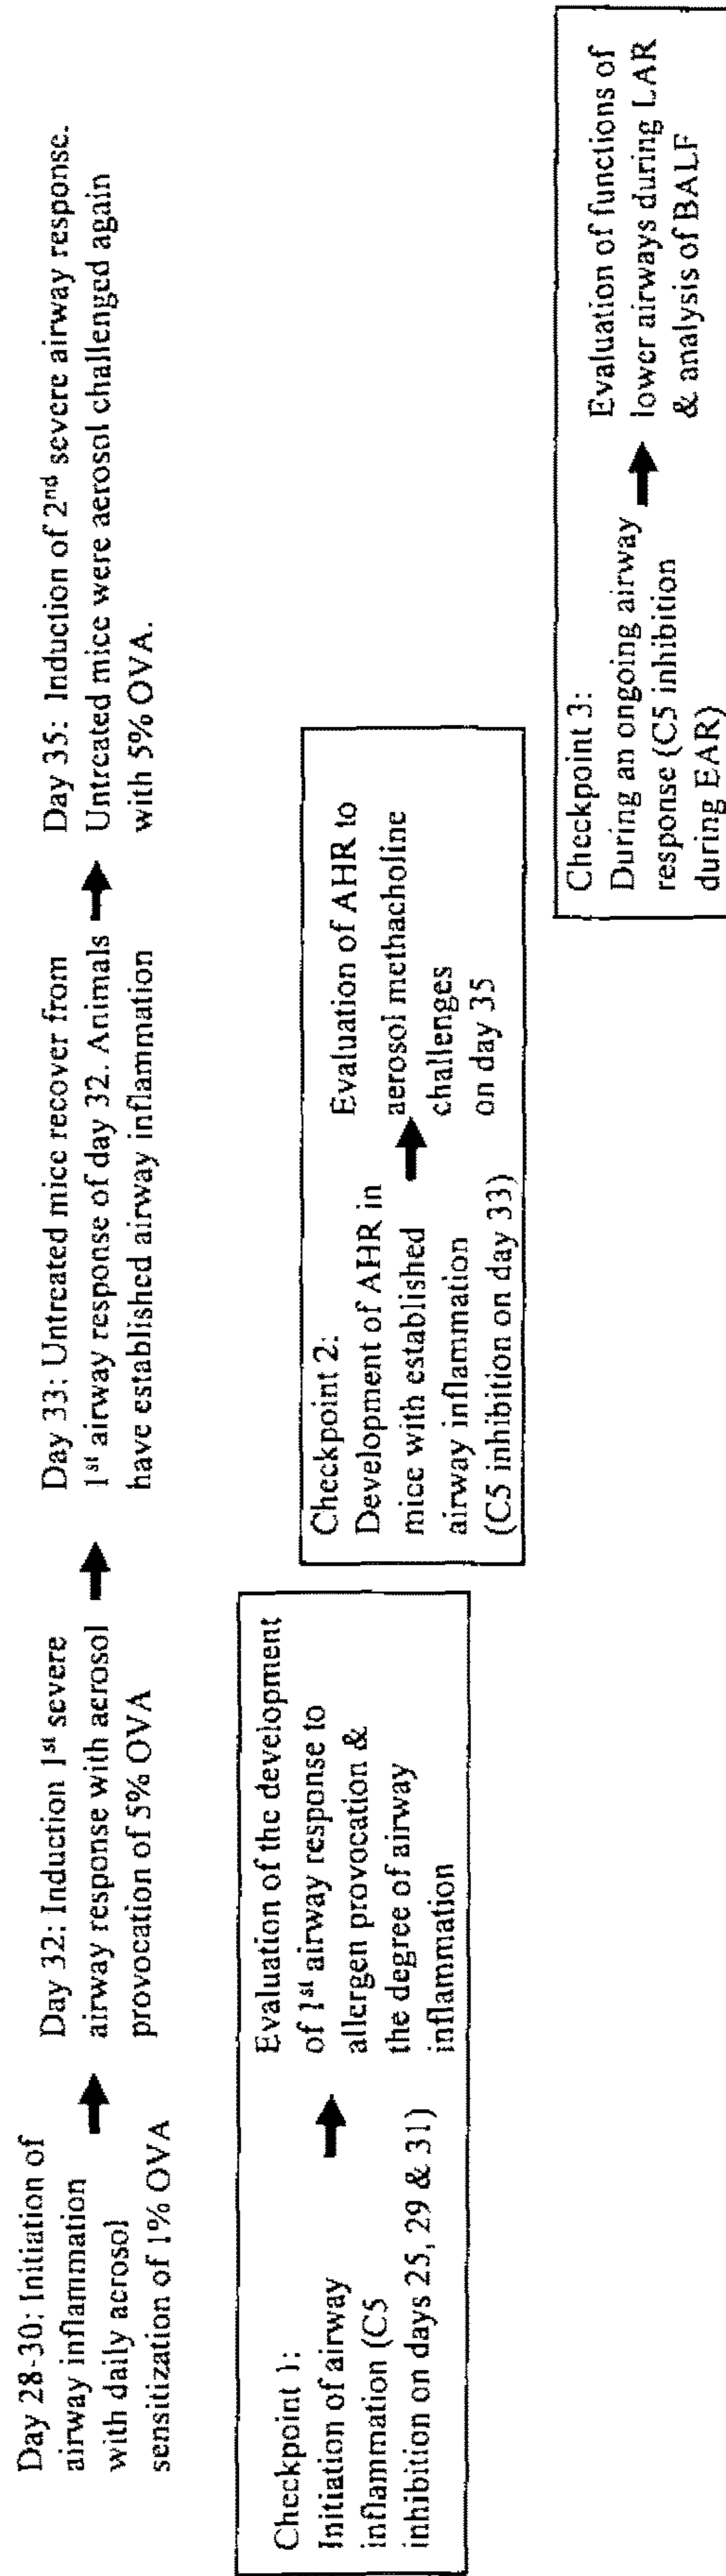 Day 28-30: Initiation of
airway inflammation
with daily aerosol
sensitization of 1% OVA
Day 32: Induction 1st severe
airway response with aerosol
provocation of 5% OVA
Day 33: Untreated mice recover from
1st airway response of day 32. Animals
have established airway inflammation
Day 35: Induction of 2nd severe airway response.
Untreated mice were aerosol challenged again
with 5% OVA.
Checkpoint 1:
Initiation of airway
inflammation (C5
inhibition on days 25, 29 & 31)
Evaluation of the development
of 1st airway response to
allergen provocation &
the degree of airway
inflammation
Checkpoint 2:
Development of AHR in
mice with established
airway inflammation
(C5 inhibition on day 33)
Evaluation of AHR to
aerosol methacholine
challenges
on day 35
Checkpoint 3:
During an ongoing airway
response (C5 inhibition
during EAR)
Evaluation of functions of
lower airways during LAR
& analysis of BALF